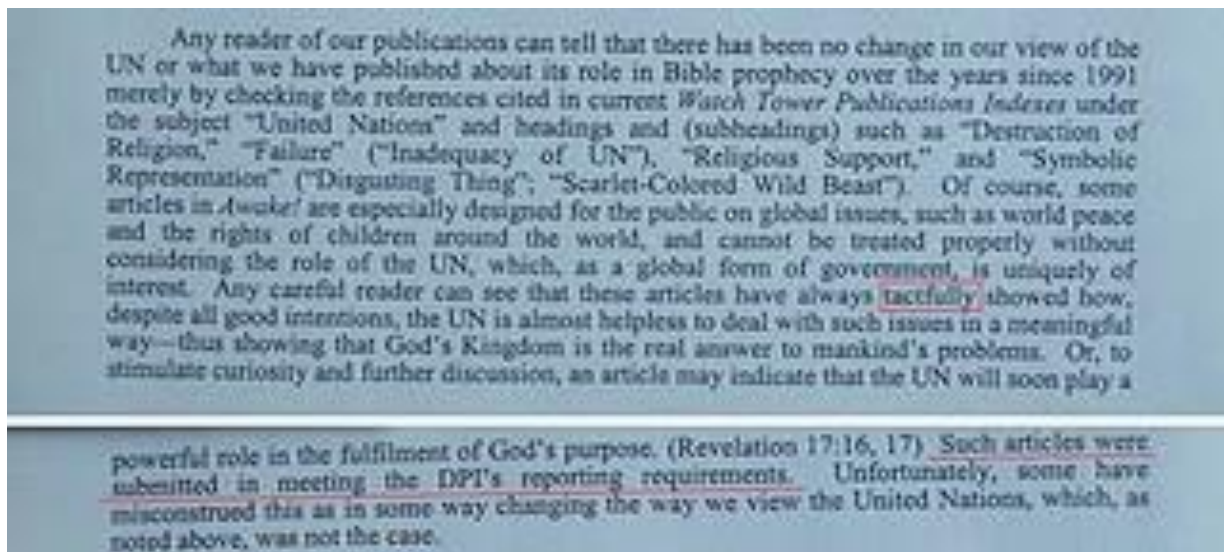 Any reader of our publications can tell that there has been no change in our view of the
UN or what we have published about its role in Bible prophecy over the years since 1991
merely by checking the references cited in current Watch Tower Publications Indexes under
the subject “United Nations” and headings and (subheadings) such as “Destruction of
Religion,” “Failure” (“Inadequacy of UN”), “Religious Support,” and “Symbolic
Representation” (“Disgusting Thing”; “Scarlet-Colored Wild Beast”). Of course, some
articles in Awake! are especially designed for the public on global issues, such as world peace
and the rights of children around the world, and cannot be treated properly without
considering the role of the UN, which, as a global form of government, is uniquely of
interest. Any careful reader can see that these articles have always tactfully showed how,
despite all good intentions, the UN is almost helpless to deal with such issues in a meaningful
way—thus showing that God's Kingdom is the real answer to mankind's problems. Or, to
stimulate curiosity and further discussion, an article may indicate that the UN will soon play a
powerful role in the fulfilment of God's purpose. (Revelation 17:16, 17) Such articles were
submitted in meeting the DPI's reporting requirements. Unfortunately, some have
misconstrued this as in some way changing the way we view the United Nations, which, as
noted above, was not the case.